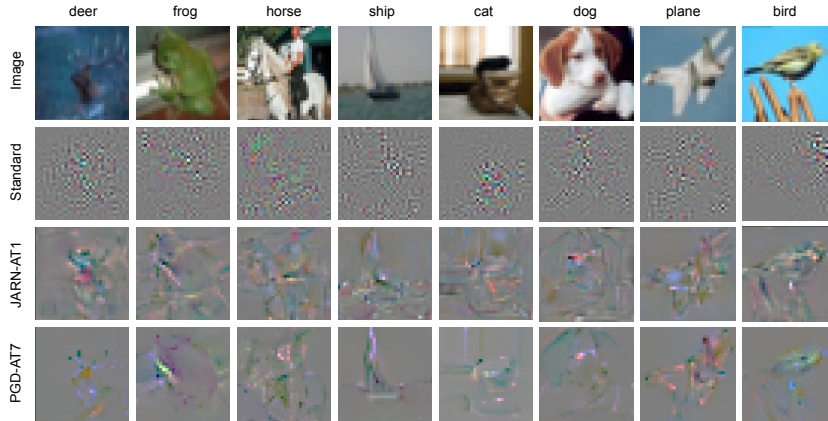 deer frog horse ship cat dog plane bird
Image
Standard
JARN-AT1
PGD-AT7